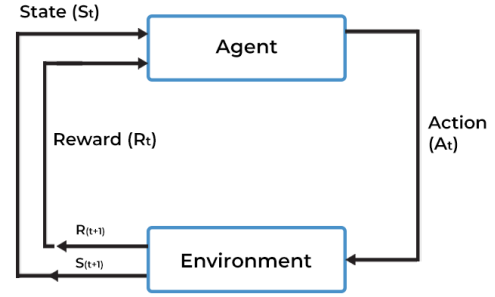 State (St)
Agent
Action
(At)
Reward (Rt)
R(t+1)
S(t+1)
Environment